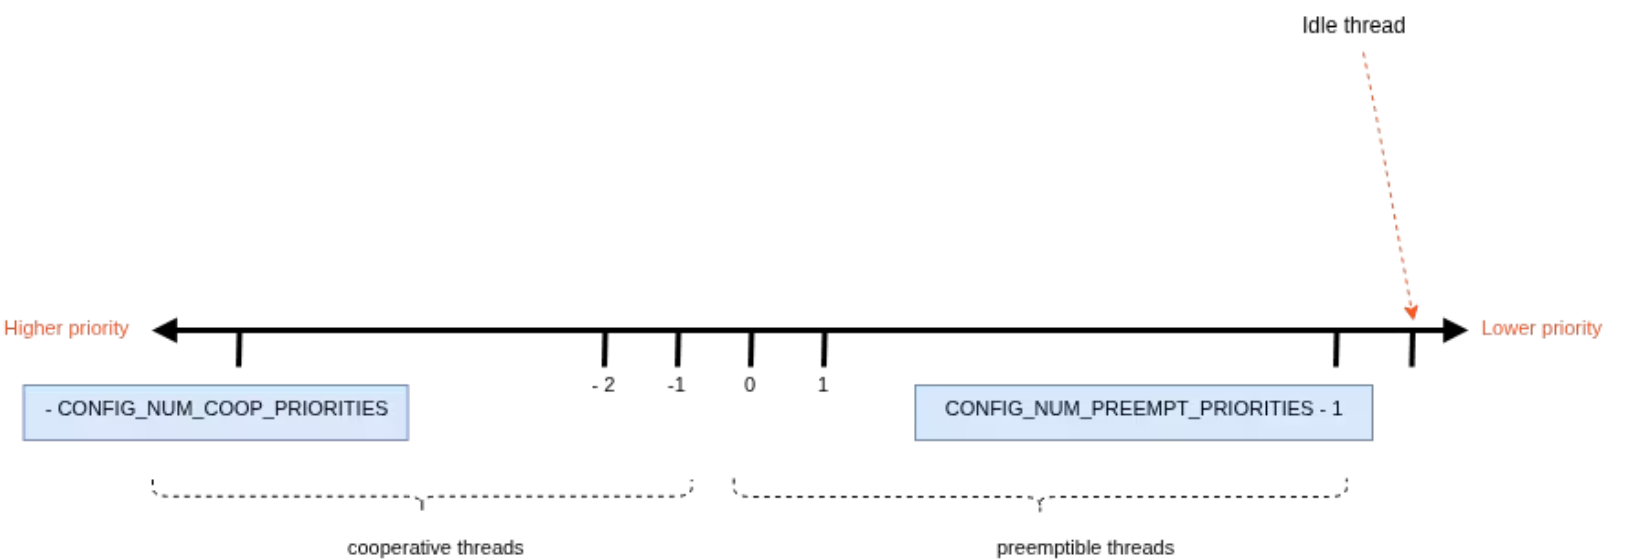 Idle thread
Higher priority
Lower priority
- 2
-1
0
1
- CONFIG_NUM_COOP_PRIORITIES
CONFIG_NUM_PREEMPT_PRIORITIES - 1
cooperative threads
preemptible threads